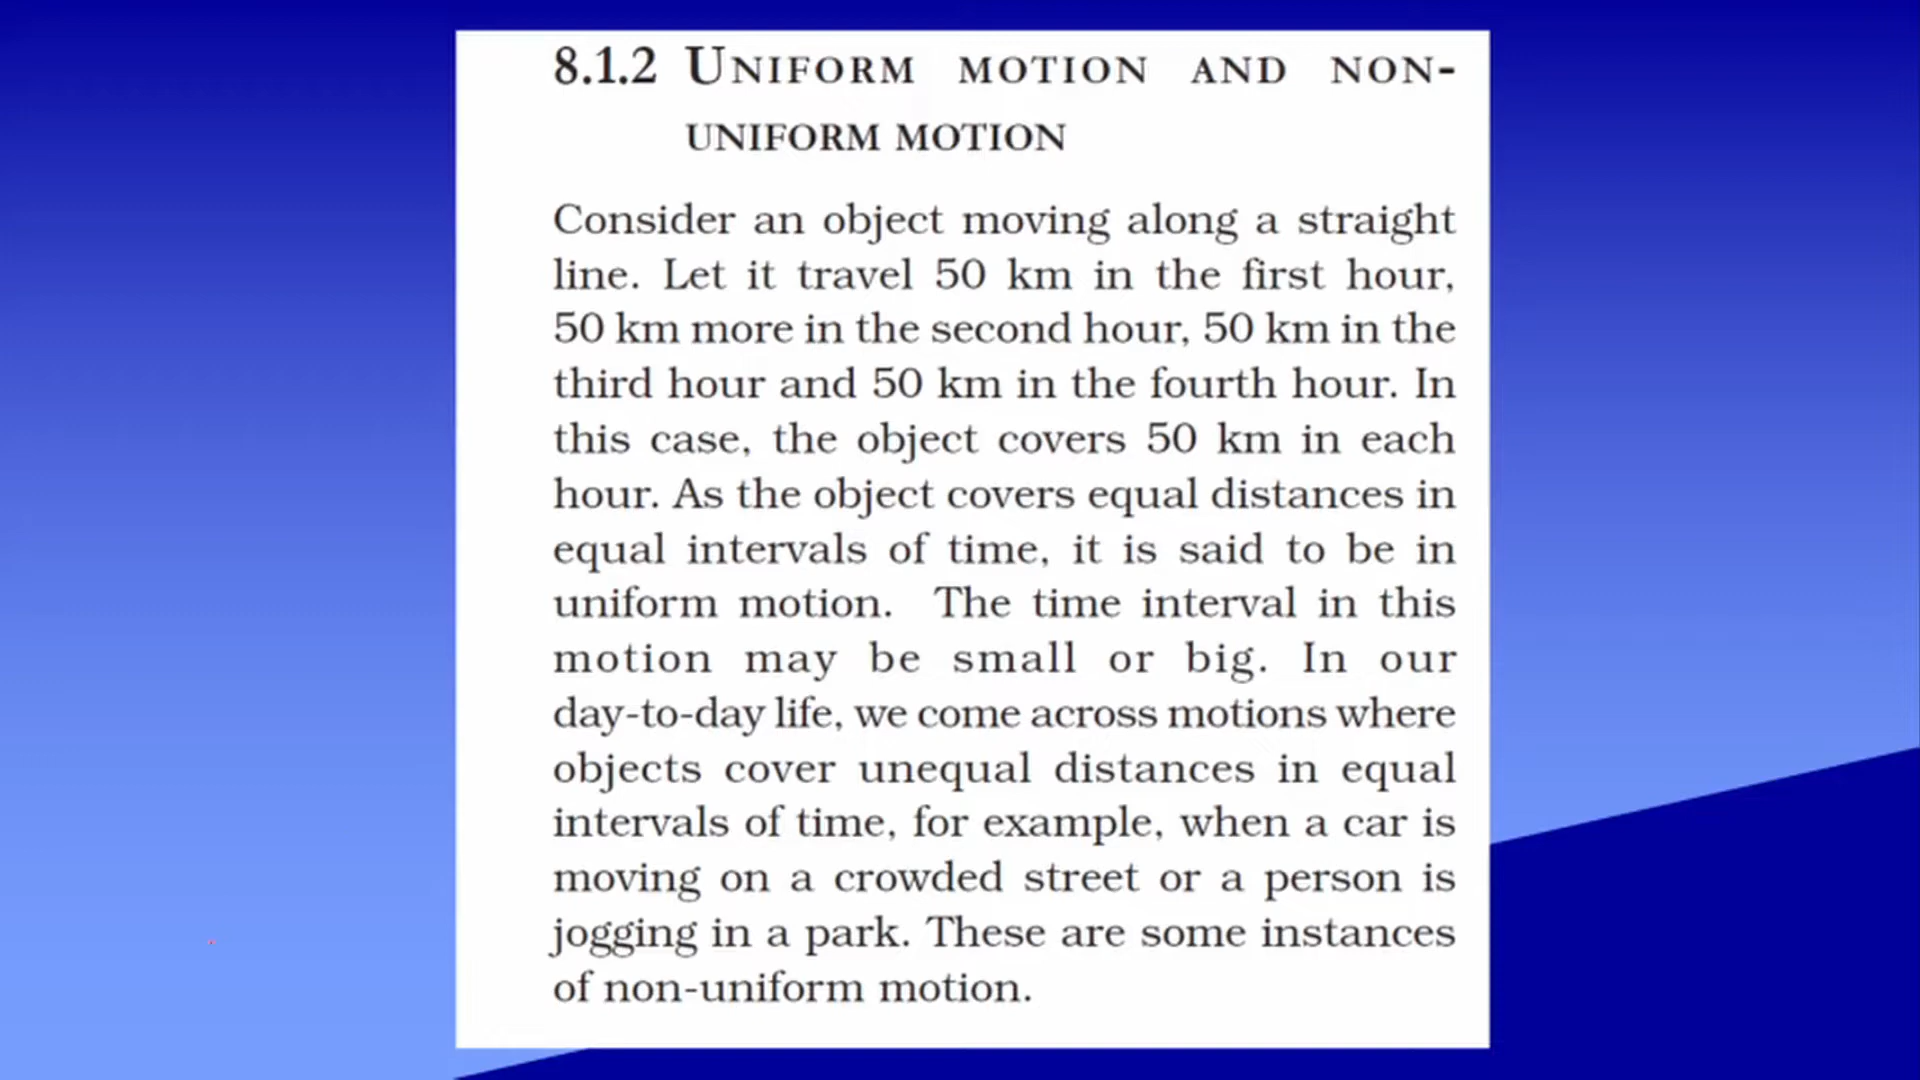 8.1.2 UNIFORM MOTION AND NON-
UNIFORM MOTION
Consider an object moving along a straight
line. Let it travel 50 km in the first hour,
50 km more in the second hour, 50 km in the
third hour and 50 km in the fourth hour. In
this case, the object covers 50 km in each
hour. As the object covers equal distances in
equal intervals of time, it is said to be in
uniform motion. The time interval in this
motion may be small or big. In our
day-to-day life, we come across motions where
objects cover unequal distances in equal
intervals of time, for example, when a car is
moving on a crowded street or a person is
jogging in a park. These are some instances
of non-uniform motion.